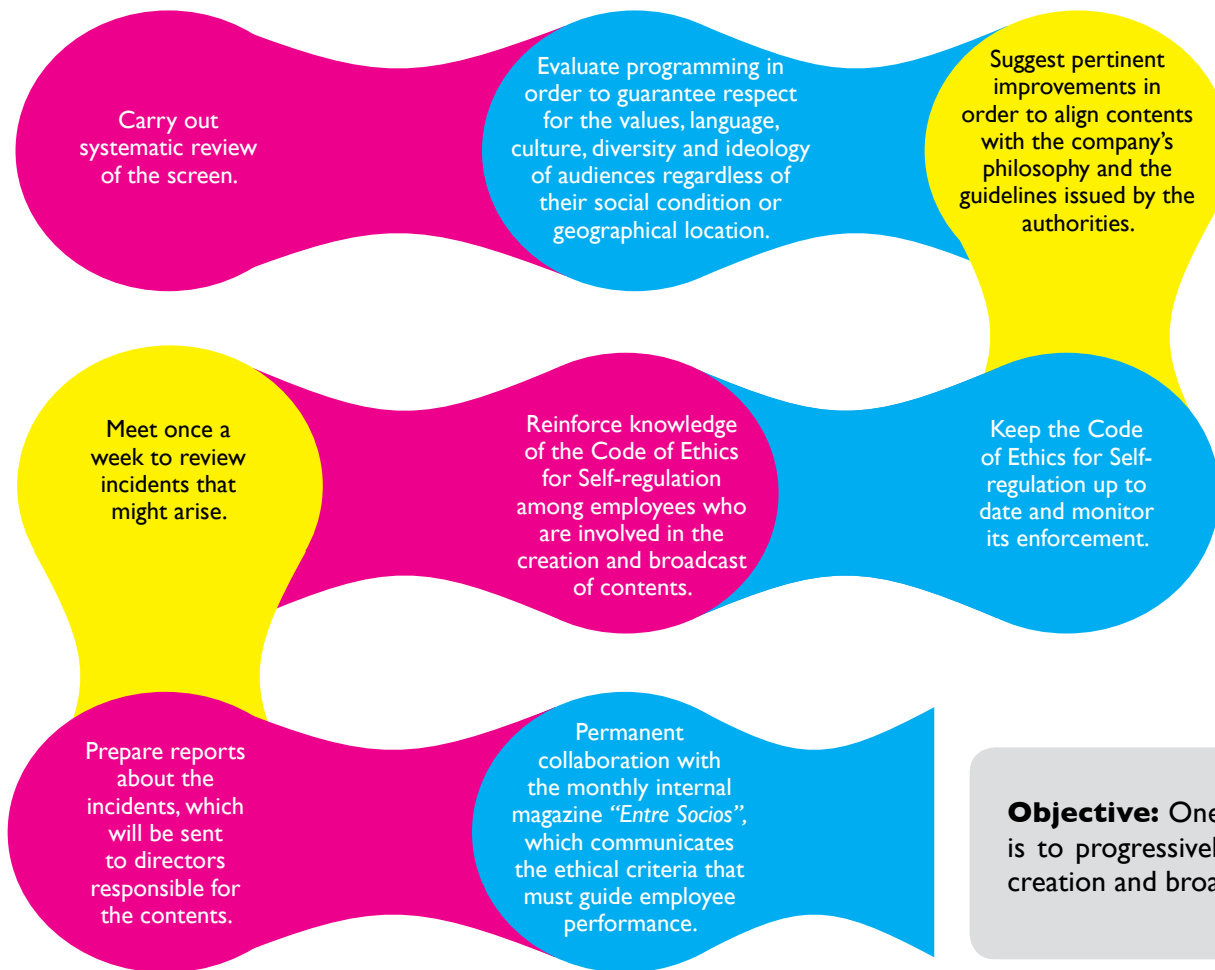 Carry out
systematic review
of the screen.
Evaluate programming in
order to guarantee respect
for the values, language,
culture, diversity and ideology
of audiences regardless of
their social condition or
geographical location.
Suggest pertinent
improvements in
order to align contents
with the company's
philosophy and the
guidelines issued by the
authorities.
Keep the Code
of Ethics for Self-
regulation up to
date and monitor
its enforcement.
Reinforce knowledge
of the Code of Ethics
for Self-regulation
among employees who
are involved in the
creation and broadcast
of contents.
Meet once a
week to review
incidents that
might arise.
Prepare reports
about the
incidents, which
will be sent
to directors
responsible for
the contents.
Permanent
collaboration with
the monthly internal
magazine “Entre Socios”,
which communicates
the ethical criteria that
must guide employee
performance.
Objective: One
is to
creation and